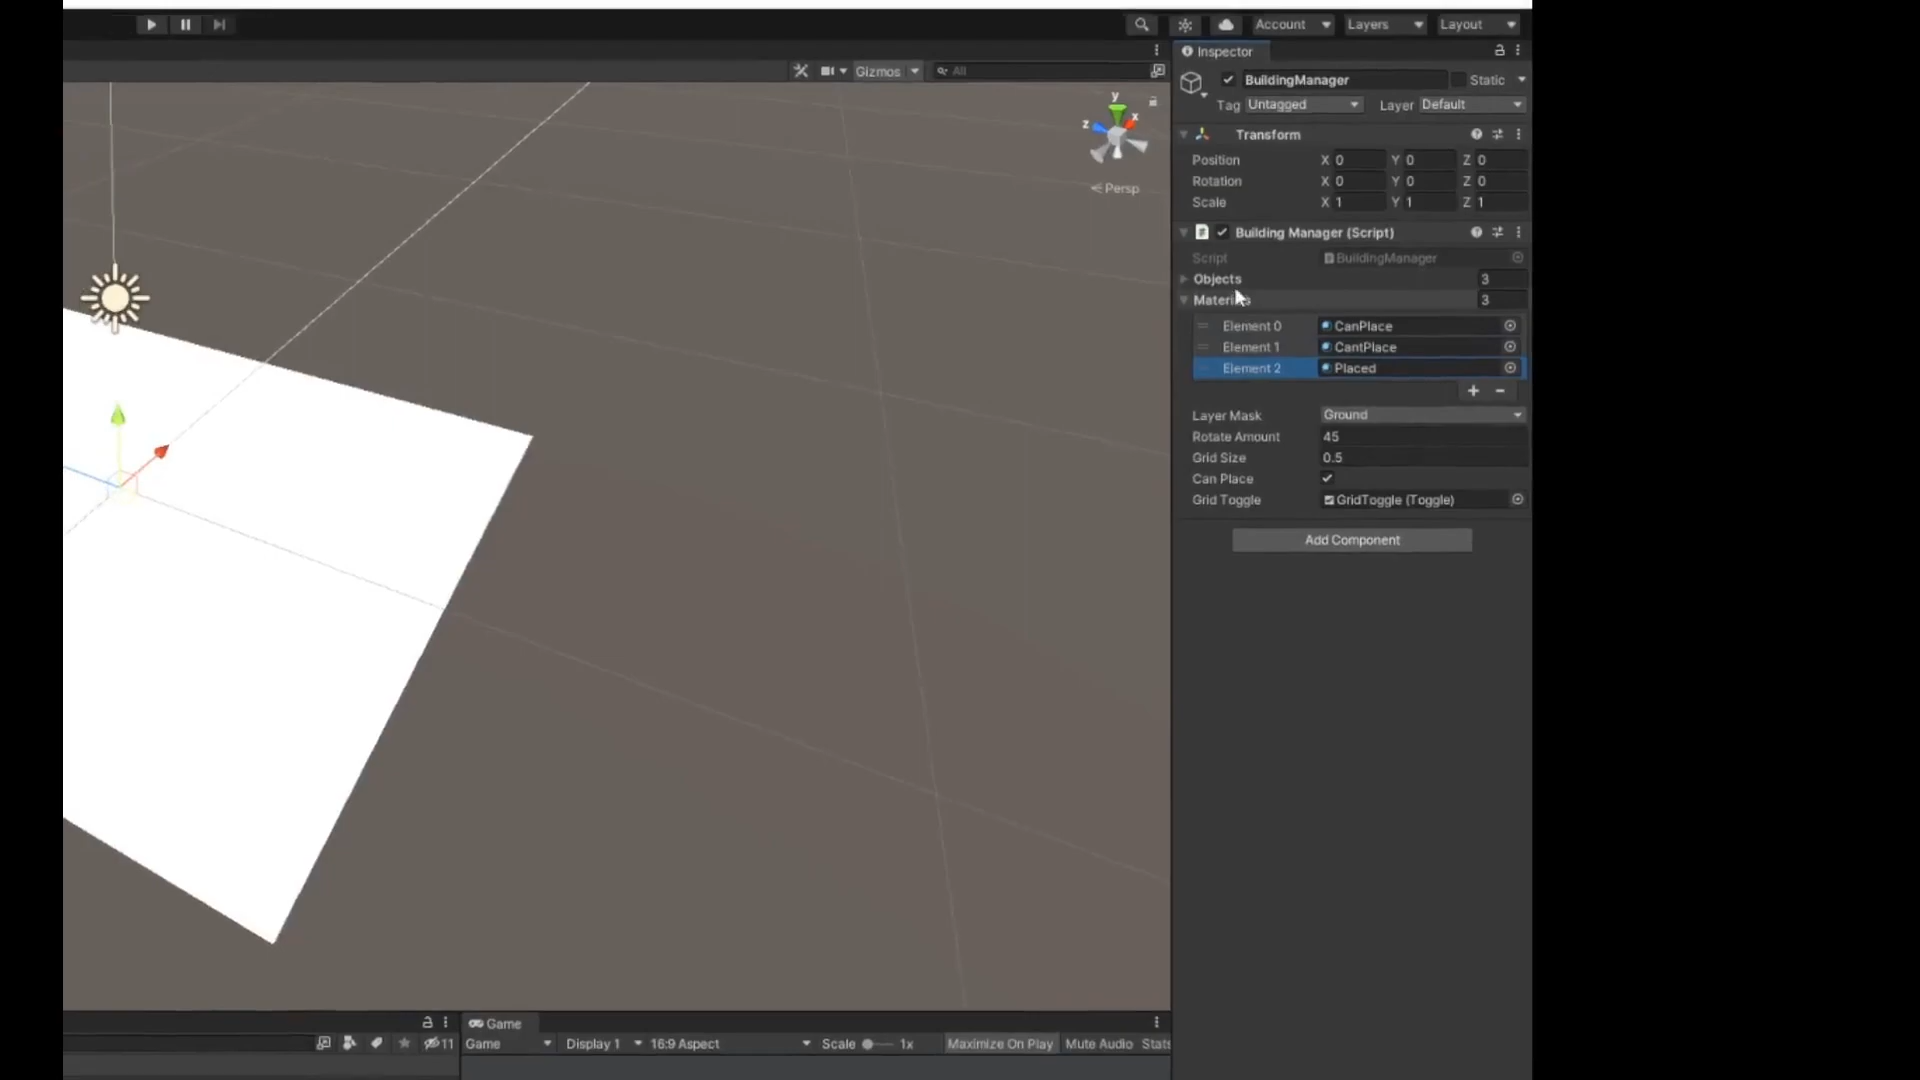 Account Layers Layout
Inspector
Gizmos All
BuildingManager Static
Tag Untagged Layer Default
y
x
z
Persp
Transform
Position X 0 Y 0 Z 0
Rotation X 0 Y 0 Z 0
Scale X 1 Y 1 Z 1
Building Manager (Script)
Script BuildingManager
Objects 3
3
Element 0 CanPlace
Element 1 CantPlace
Element 2 Placed
+ −
Layer Mask Ground
Rotate Amount 45
Grid Size 0.5
Can Place
Grid Toggle GridToggle (Toggle)
Add Component
Game
11 Game Display 1 16:9 Aspect Scale 1x Maximize On Play Mute Audio Stats